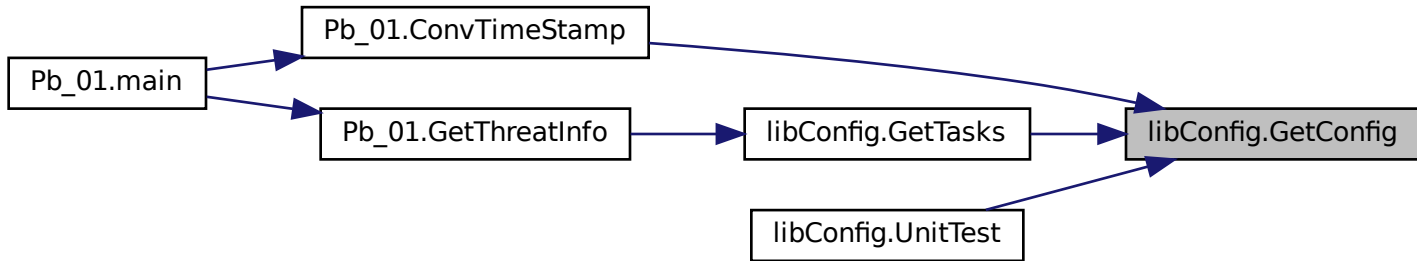 Pb_01.main
Pb_01.ConvTimeStamp
Pb_01.GetThreatInfo
libConfig.GetTasks
libConfig.UnitTest
libConfig.GetConfig